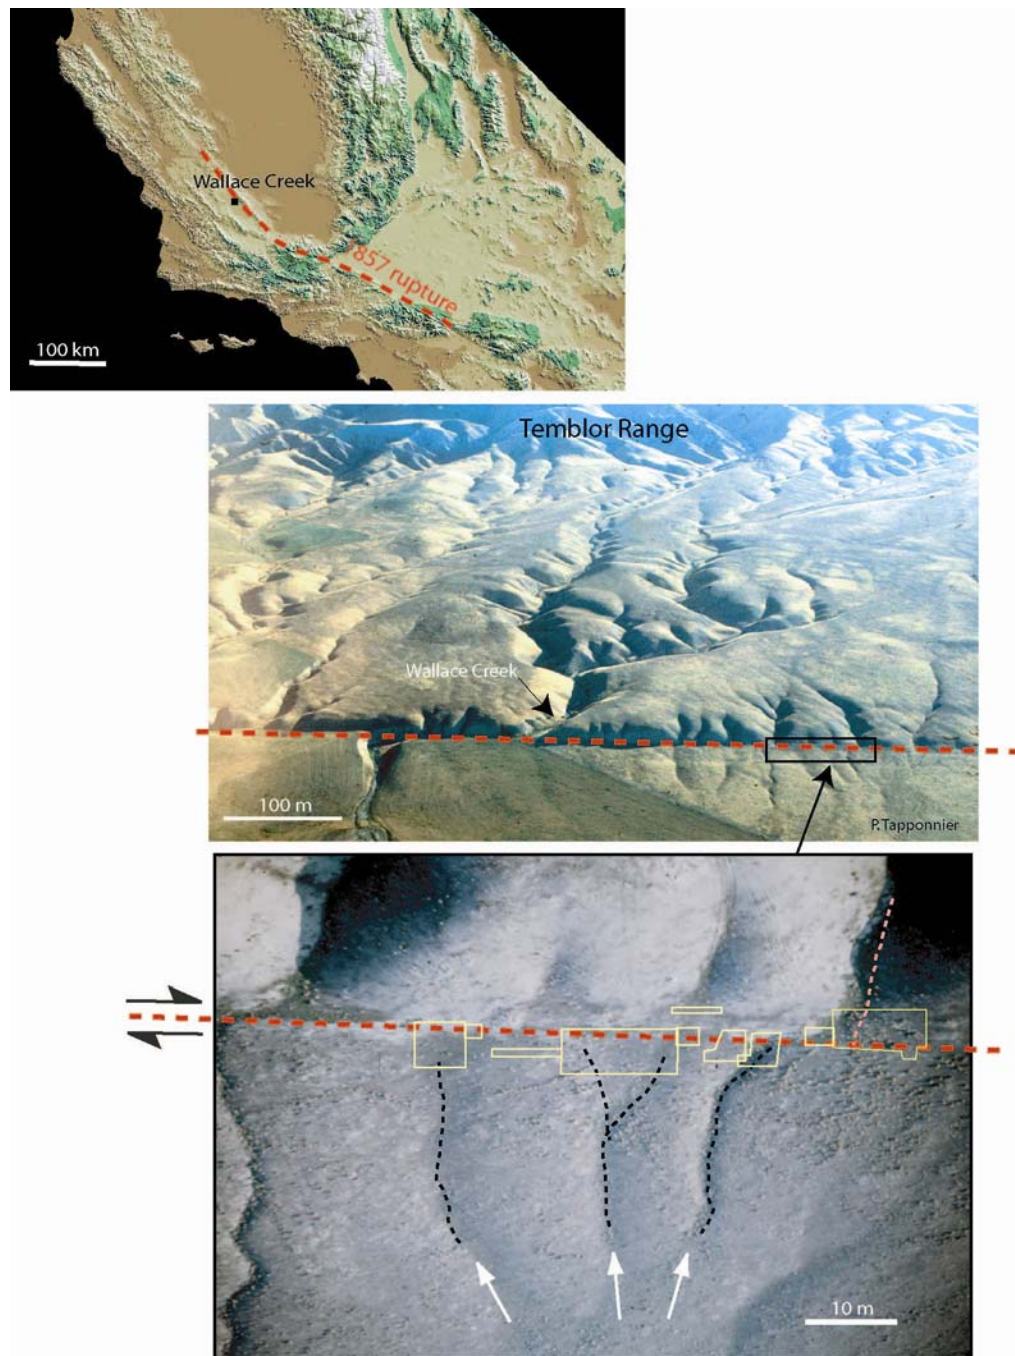 Wallace Creek
1857 rupture
100 km
Temblor Range
Wallace Creek
100 m
P. Tapponnier
10 m